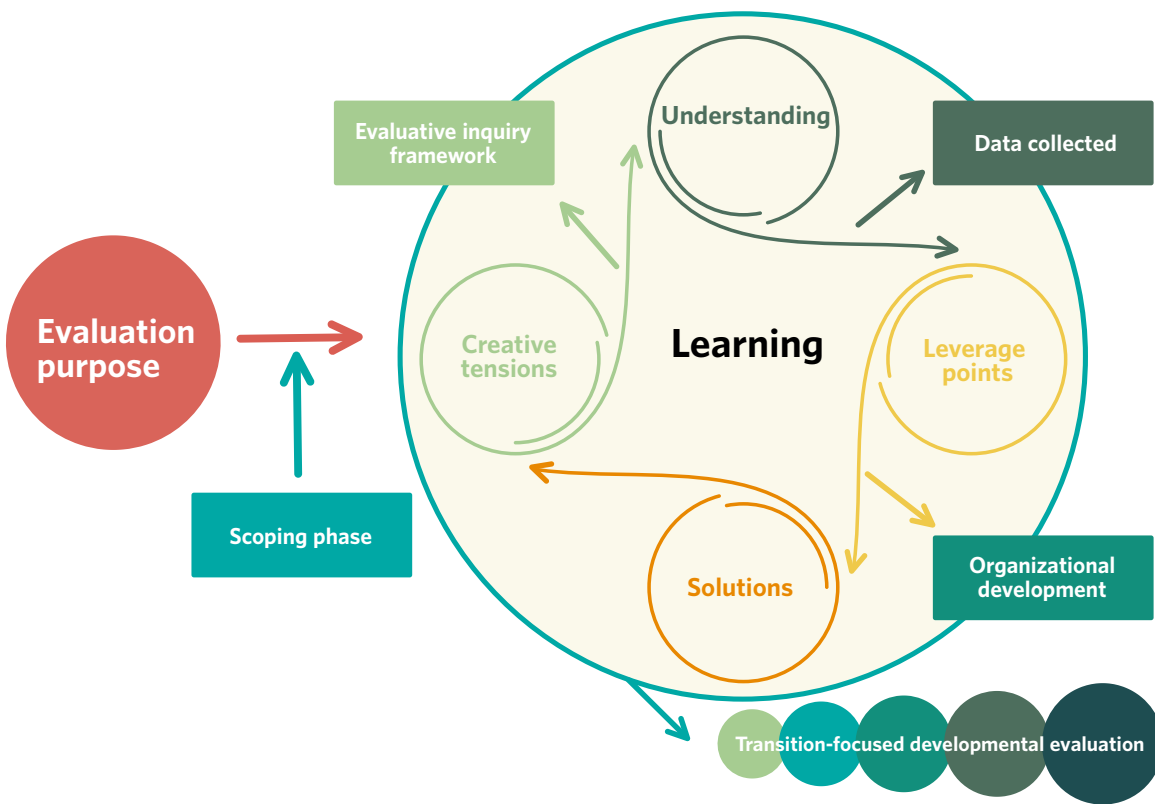 Understanding
Evaluative inquiry
framework
Data collected
Evaluation
purpose
Creative
tensions
Learning
Leverage
points
Scoping phase
Solutions
Organizational
development
Transition-focused developmental evaluation